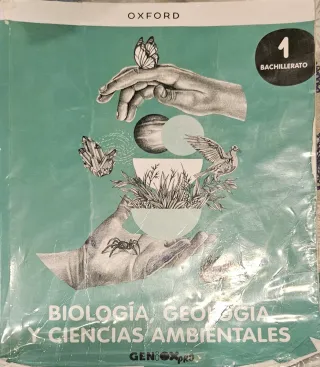 OXFORD
1
BACHILLERATO
BIOLOGÍA, GEOLOGÍA
Y CIENCIAS AMBIENTALES
GENiOX PRO